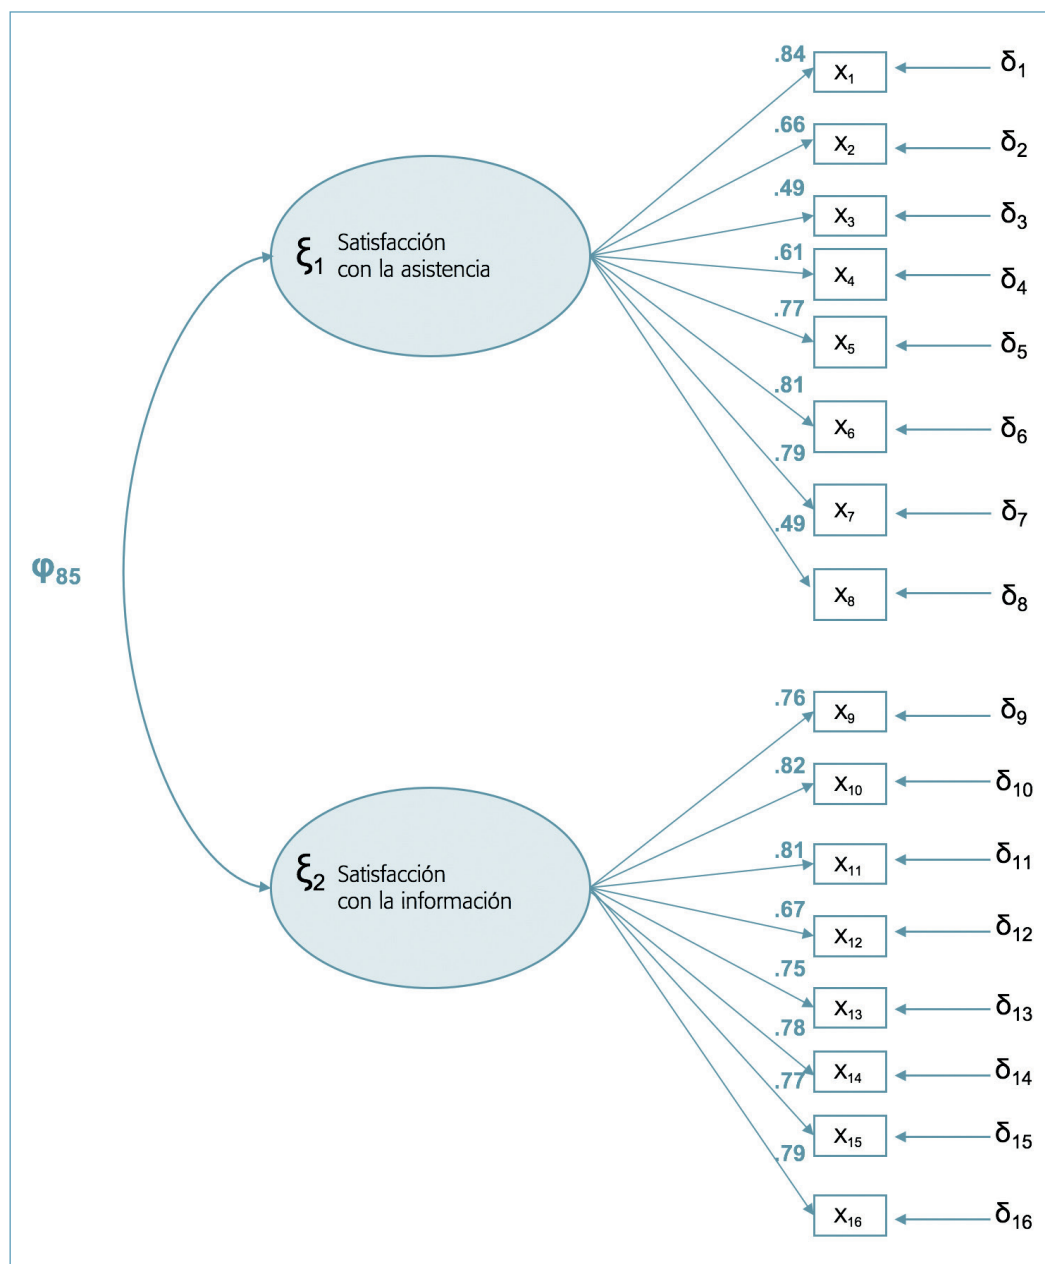 .84 x1 δ1
.66 x2 δ2
.49 x3 δ3
ξ1 Satisfacción
con la asistencia
.61 x4 δ4
.77 x5 δ5
.81 x6 δ6
.79 x7 δ7
.49 x8 δ8
φ85
.76 x9 δ9
.82 x10 δ10
.81 x11 δ11
ξ2 Satisfacción
con la información
.67 x12 δ12
.75 x13 δ13
.78 x14 δ14
.77 x15 δ15
.79 x16 δ16